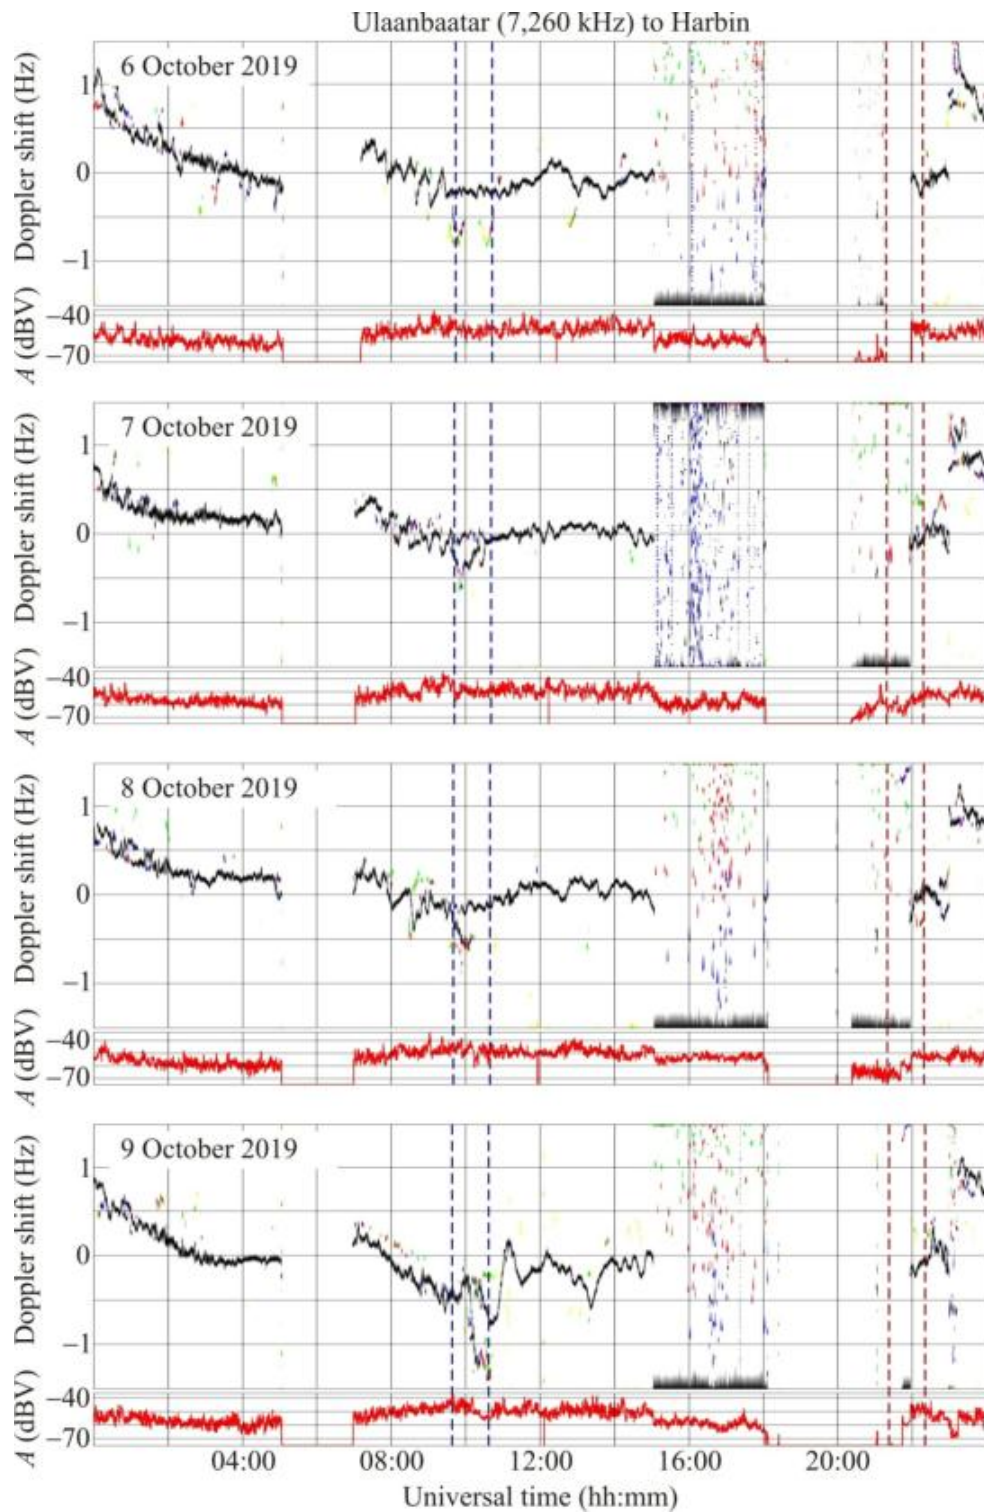 Ulaanbaatar (7,260 kHz) to Harbin
6 October 2019
Doppler shift (Hz)
1
0
−1
A (dBV)
−40
−70
7 October 2019
Doppler shift (Hz)
1
0
−1
A (dBV)
−40
−70
8 October 2019
Doppler shift (Hz)
1
0
−1
A (dBV)
−40
−70
9 October 2019
Doppler shift (Hz)
1
0
−1
A (dBV)
−40
−70
04:00 08:00 12:00 16:00 20:00
Universal time (hh:mm)